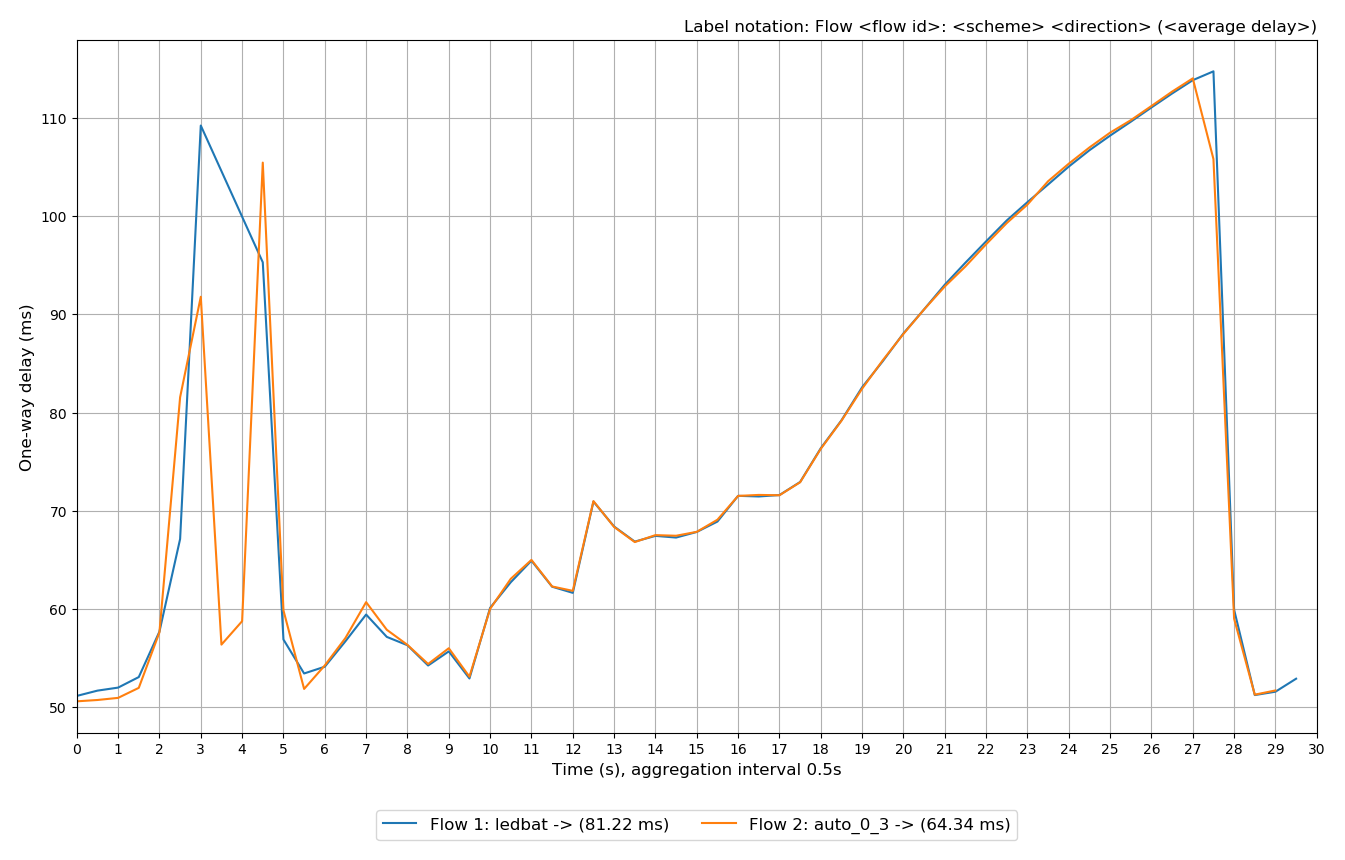 Label notation: Flow <flow id>: <scheme> <direction> (<average delay>)
One-way delay (ms)
110
100
90
80
70
60
50
0 1 2 3 4 5 6 7 8 9 10 11 12 13 14 15 16 17 18 19 20 21 22 23 24 25 26 27 28 29 30
Time (s), aggregation interval 0.5s
Flow 1: ledbat -> (81.22 ms) Flow 2: auto_0_3 -> (64.34 ms)